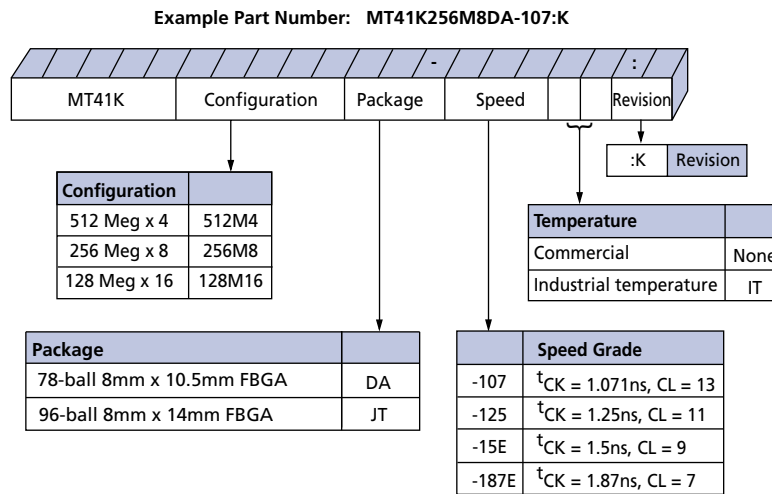 Example Part Number: MT41K256M8DA-107:K
- :
MT41K Configuration Package Speed Revision
:K Revision
Configuration
512 Meg x 4 512M4
256 Meg x 8 256M8
128 Meg x 16 128M16
Temperature
Commercial None
Industrial temperature IT
Package
78-ball 8mm x 10.5mm FBGA DA
96-ball 8mm x 14mm FBGA JT
Speed Grade
-107 tCK = 1.071ns, CL = 13
-125 tCK = 1.25ns, CL = 11
-15E tCK = 1.5ns, CL = 9
-187E tCK = 1.87ns, CL = 7